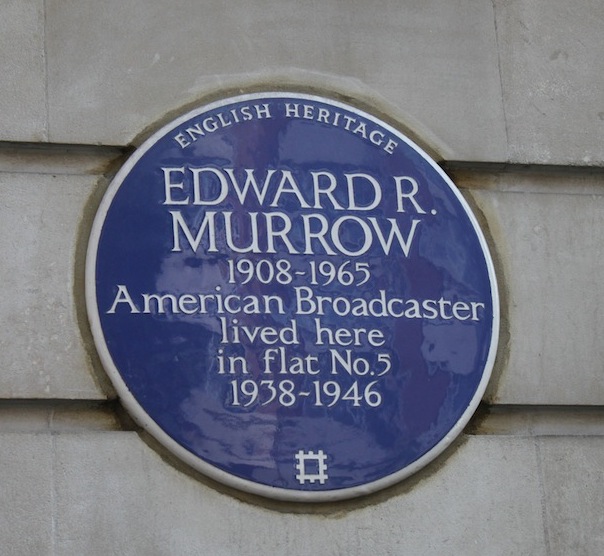 ENGLISH HERITAGE
EDWARD R.
MURROW
1908-1965
American Broadcaster
lived here
in flat No.5
1938-1946